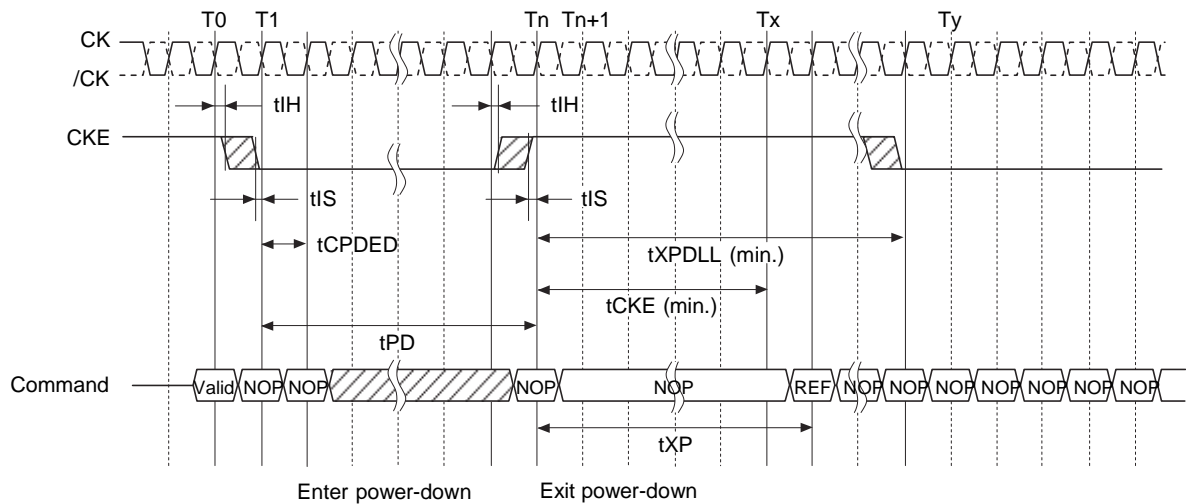 T0 T1 Tn Tn+1 Tx Ty
CK
/CK
tIH tIH
CKE
tIS tIS
tCPDED
tXPDLL (min.)
tCKE (min.)
tPD
Command Valid NOP NOP NOP NOP REF NOP NOP NOP NOP NOP NOP NOP
tXP
Enter power-down Exit power-down